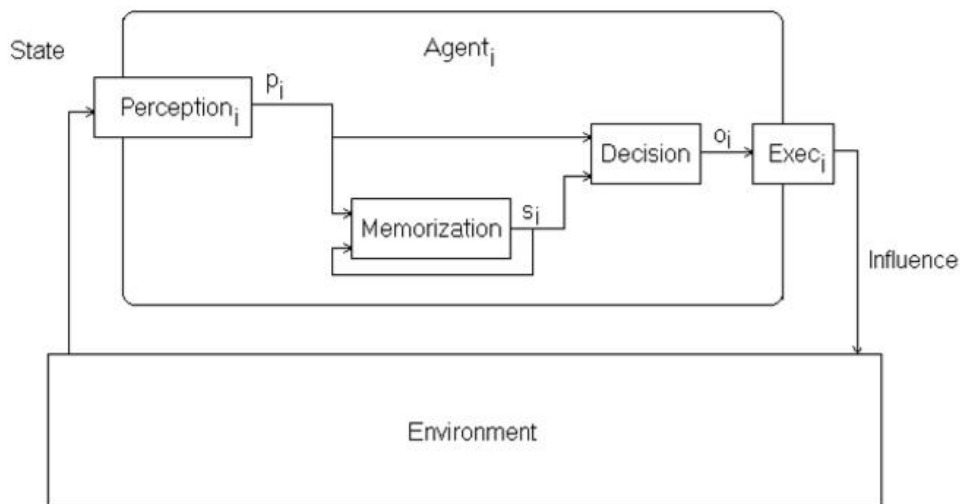 State
Agent_i
Perception_i
p_i
Decision
o_i
Exec_i
Memorization
s_i
Influence
Environment